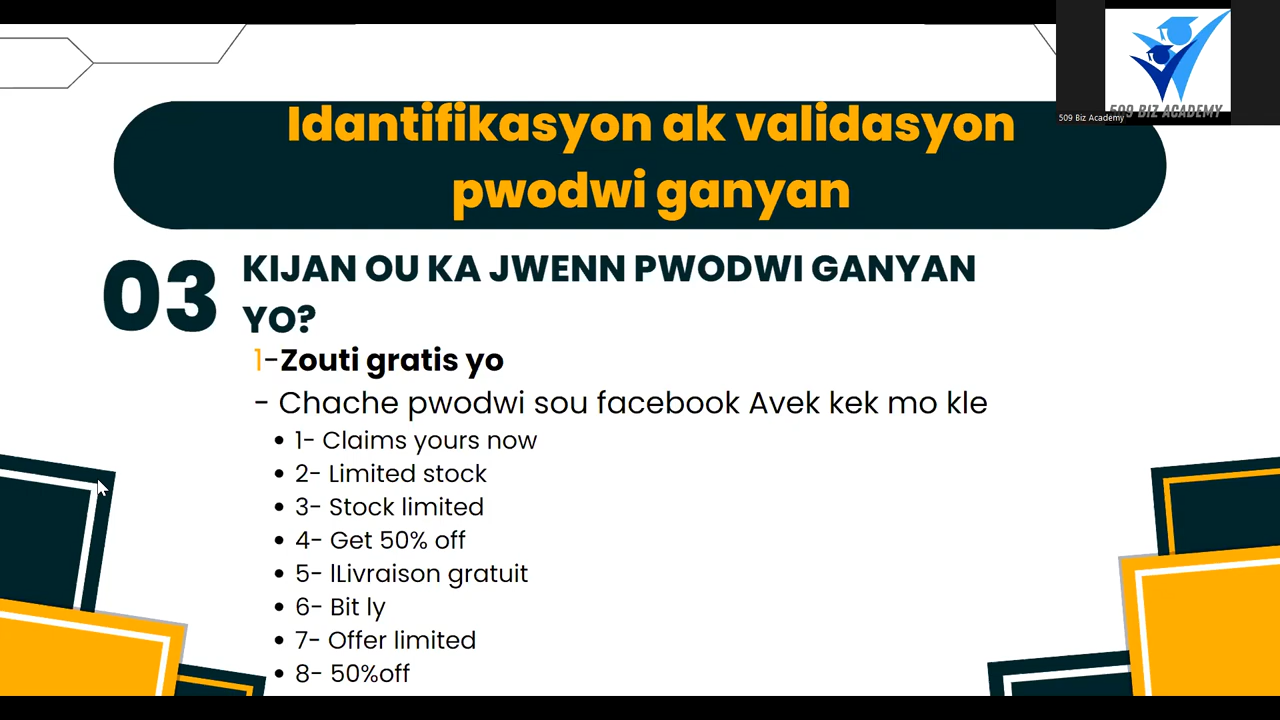 Idantifikasyon ak validasyon
pwodwi ganyan
509 BIZ ACADEMY
509 Biz Academy
03
KIJAN OU KA JWENN PWODWI GANYAN
YO?
1-Zouti gratis yo
- Chache pwodwi sou facebook Avek kek mo kle
• 1- Claims yours now
• 2- Limited stock
• 3- Stock limited
• 4- Get 50% off
• 5- lLivraison gratuit
• 6- Bit ly
• 7- Offer limited
• 8- 50%off